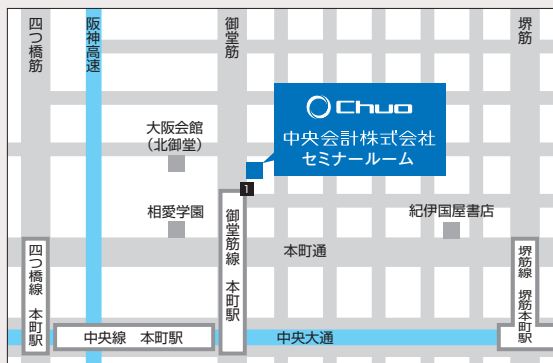 四つ橋筋
阪神高速
御堂筋
堺筋
Chuo
中央会計株式会社
セミナールーム
大阪会館
（北御堂）
1
相愛学園
紀伊国屋書店
本町通
四つ橋線 本町駅
御堂筋線 本町駅
堺筋線 堺筋本町駅
中央線 本町駅
中央大通